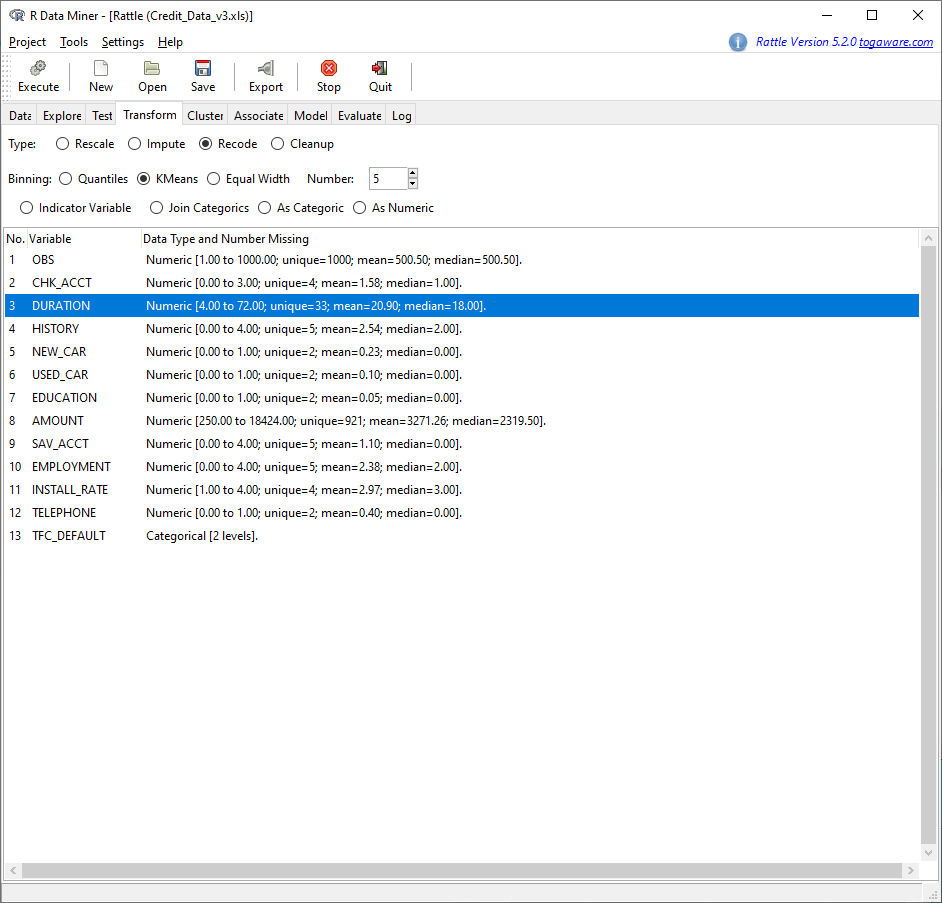 R Data Miner - [Rattle (Credit_Data_v3.xls)]
Project Tools Settings Help
Rattle Version 5.2.0 togaware.com
Execute New Open Save Export Stop Quit
Data Explore Test Transform Cluster Associate Model Evaluate Log
Type: Rescale Impute Recode Cleanup
Binning: Quantiles KMeans Equal Width Number: 5
Indicator Variable Join Categorics As Categoric As Numeric
No. Variable Data Type and Number Missing
1 OBS Numeric [1.00 to 1000.00; unique=1000; mean=500.50; median=500.50].
2 CHK_ACCT Numeric [0.00 to 3.00; unique=4; mean=1.58; median=1.00].
3 DURATION Numeric [4.00 to 72.00; unique=33; mean=20.90; median=18.00].
4 HISTORY Numeric [0.00 to 4.00; unique=5; mean=2.54; median=2.00].
5 NEW_CAR Numeric [0.00 to 1.00; unique=2; mean=0.23; median=0.00].
6 USED_CAR Numeric [0.00 to 1.00; unique=2; mean=0.10; median=0.00].
7 EDUCATION Numeric [0.00 to 1.00; unique=2; mean=0.05; median=0.00].
8 AMOUNT Numeric [250.00 to 18424.00; unique=921; mean=3271.26; median=2319.50].
9 SAV_ACCT Numeric [0.00 to 4.00; unique=5; mean=1.10; median=0.00].
10 EMPLOYMENT Numeric [0.00 to 4.00; unique=5; mean=2.38; median=2.00].
11 INSTALL_RATE Numeric [1.00 to 4.00; unique=4; mean=2.97; median=3.00].
12 TELEPHONE Numeric [0.00 to 1.00; unique=2; mean=0.40; median=0.00].
13 TFC_DEFAULT Categorical [2 levels].